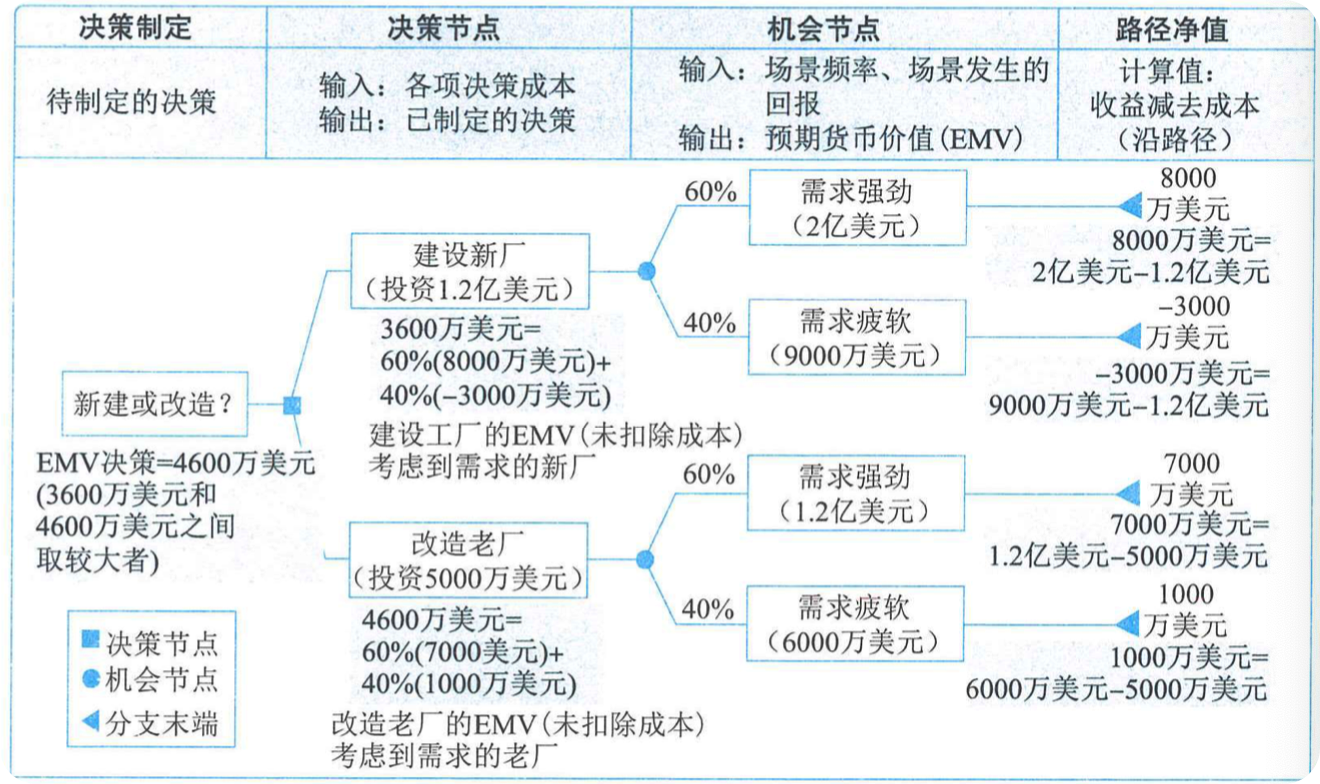 决策制定
决策节点
机会节点
路径净值
待制定的决策
输入：各项决策成本
输出：已制定的决策
输入：场景频率、场景发生的
回报
输出：预期货币价值(EMV)
计算值：
收益减去成本
（沿路径）
新建或改造？
EMV决策=4600万美元
(3600万美元和
4600万美元之间
取较大者)
建设新厂
（投资1.2亿美元）
3600万美元=
60%(8000万美元)+
40%(–3000万美元)
建设工厂的EMV(未扣除成本)
考虑到需求的新厂
60%
需求强劲
（2亿美元）
8000
万美元
8000万美元=
2亿美元–1.2亿美元
40%
需求疲软
（9000万美元）
–3000
万美元
–3000万美元=
9000万美元–1.2亿美元
改造老厂
（投资5000万美元）
4600万美元=
60%(7000美元)+
40%(1000万美元)
改造老厂的EMV(未扣除成本)
考虑到需求的老厂
60%
需求强劲
（1.2亿美元）
7000
万美元
7000万美元=
1.2亿美元–5000万美元
40%
需求疲软
（6000万美元）
1000
万美元
1000万美元=
6000万美元–5000万美元
决策节点
机会节点
分支末端